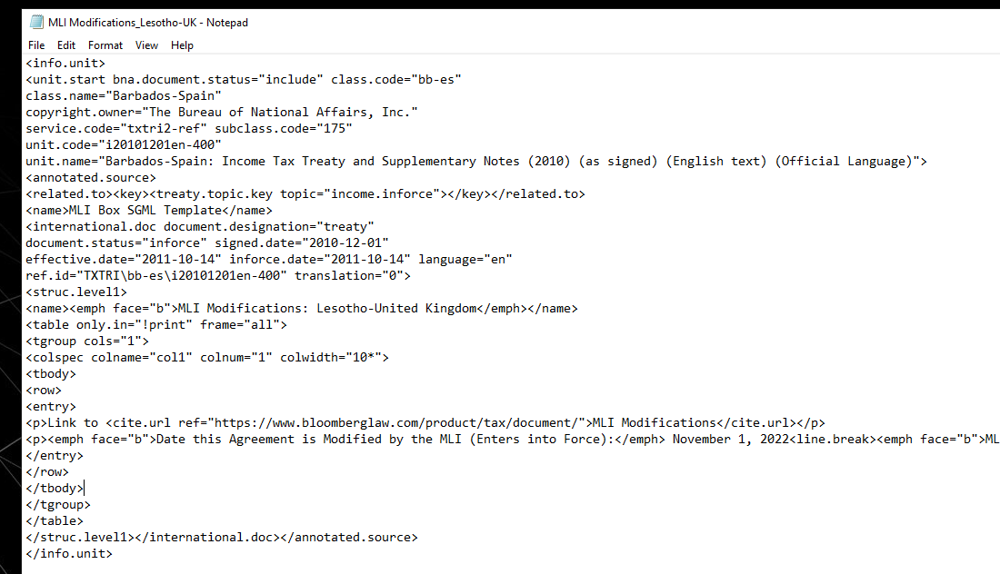 MLI Modifications_Lesotho-UK - Notepad
File Edit Format View Help
<info.unit>
<unit.start bna.document.status="include" class.code="bb-es"
class.name="Barbados-Spain"
copyright.owner="The Bureau of National Affairs, Inc."
service.code="txtri2-ref" subclass.code="175"
unit.code="i20101201en-400"
unit.name="Barbados-Spain: Income Tax Treaty and Supplementary Notes (2010) (as signed) (English text) (Official Language)">
<annotated.source>
<related.to><key><treaty.topic.key topic="income.inforce"></key></related.to>
<name>MLI Box SGML Template</name>
<international.doc document.designation="treaty"
document.status="inforce" signed.date="2010-12-01"
effective.date="2011-10-14" inforce.date="2011-10-14" language="en"
ref.id="TXTRI\bb-es\i20101201en-400" translation="0">
<struc.level1>
<name><emph face="b">MLI Modifications: Lesotho-United Kingdom</emph></name>
<table only.in="!print" frame="all">
<tgroup cols="1">
<colspec colname="col1" colnum="1" colwidth="10*">
<tbody>
<row>
<entry>
<p>Link to <cite.url ref="https://www.bloomberglaw.com/product/tax/document/">MLI Modifications</cite.url></p>
<p><emph face="b">Date this Agreement is Modified by the MLI (Enters into Force):</emph> November 1, 2022<line.break><emph face="b">ML
</entry>
</row>
</tbody>
</tgroup>
</table>
</struc.level1></international.doc></annotated.source>
</info.unit>